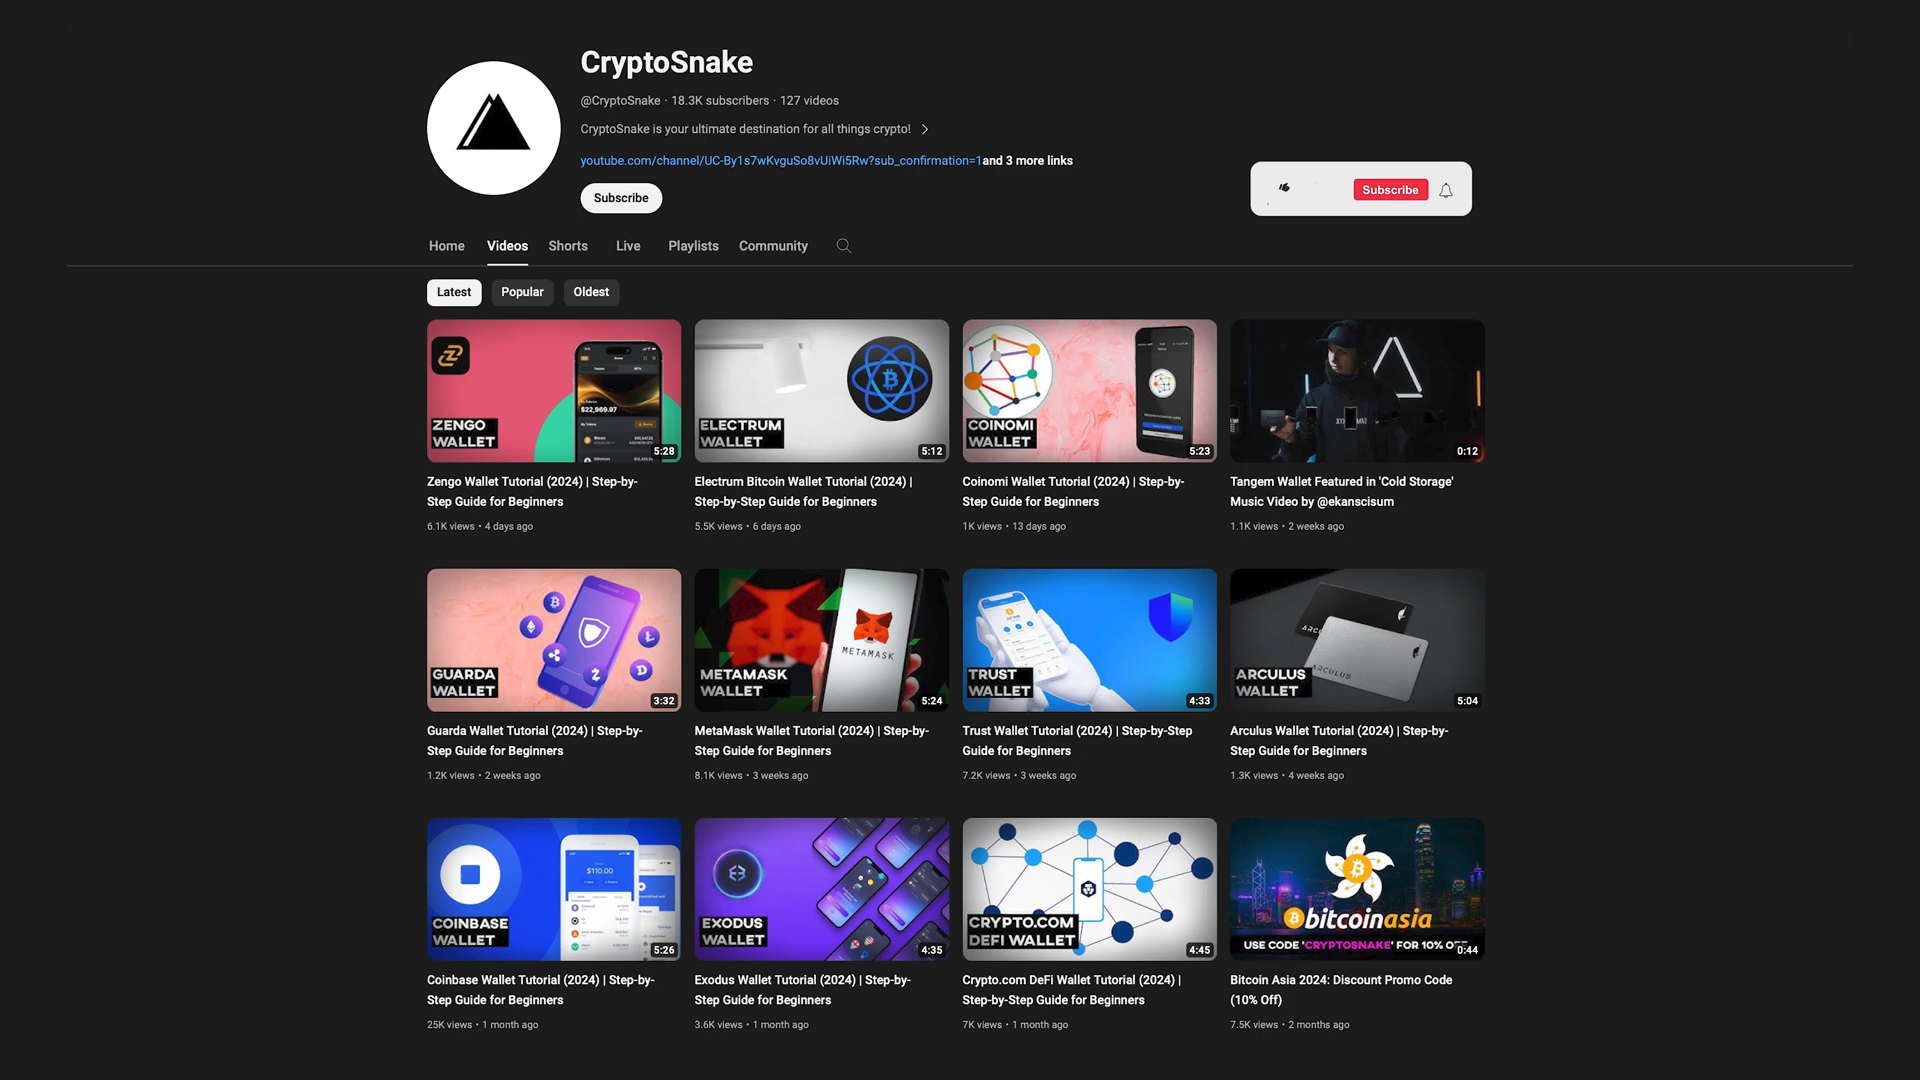 CryptoSnake
@CryptoSnake · 18.3K subscribers · 127 videos
CryptoSnake is your ultimate destination for all things crypto!
youtube.com/channel/UC-By1s7wKvguSo8vUiWi5Rw?sub_confirmation=1and 3 more links
Subscribe
Subscribe
Home Videos Shorts Live Playlists Community
Latest Popular Oldest
$22,969.97
ZENGO
WALLET
5:28
ELECTRUM
WALLET
5:12
COINOMI
WALLET
5:23
0:12
Zengo Wallet Tutorial (2024) | Step-by-
Step Guide for Beginners
6.1K views • 4 days ago
Electrum Bitcoin Wallet Tutorial (2024) |
Step-by-Step Guide for Beginners
5.5K views • 6 days ago
Coinomi Wallet Tutorial (2024) | Step-by-
Step Guide for Beginners
1K views • 13 days ago
Tangem Wallet Featured in 'Cold Storage'
Music Video by @ekanscisum
1.1K views • 2 weeks ago
GUARDA
WALLET
3:32
METAMASK
METAMASK
WALLET
5:24
TRUST
WALLET
4:33
ARCULUS
ARCULUS
WALLET
5:04
Guarda Wallet Tutorial (2024) | Step-by-
Step Guide for Beginners
1.2K views • 2 weeks ago
MetaMask Wallet Tutorial (2024) | Step-by-
Step Guide for Beginners
8.1K views • 3 weeks ago
Trust Wallet Tutorial (2024) | Step-by-Step
Guide for Beginners
7.2K views • 3 weeks ago
Arculus Wallet Tutorial (2024) | Step-by-
Step Guide for Beginners
1.3K views • 4 weeks ago
$110.00
COINBASE
WALLET
5:26
EXODUS
WALLET
4:35
CRYPTO.COM
DEFI WALLET
4:45
bitcoinasia
USE CODE 'CRYPTOSNAKE' FOR 10%
0:44
Coinbase Wallet Tutorial (2024) | Step-by-
Step Guide for Beginners
25K views • 1 month ago
Exodus Wallet Tutorial (2024) | Step-by-
Step Guide for Beginners
3.6K views • 1 month ago
Crypto.com DeFi Wallet Tutorial (2024) |
Step-by-Step Guide for Beginners
7K views • 1 month ago
Bitcoin Asia 2024: Discount Promo Code
(10% Off)
7.5K views • 2 months ago